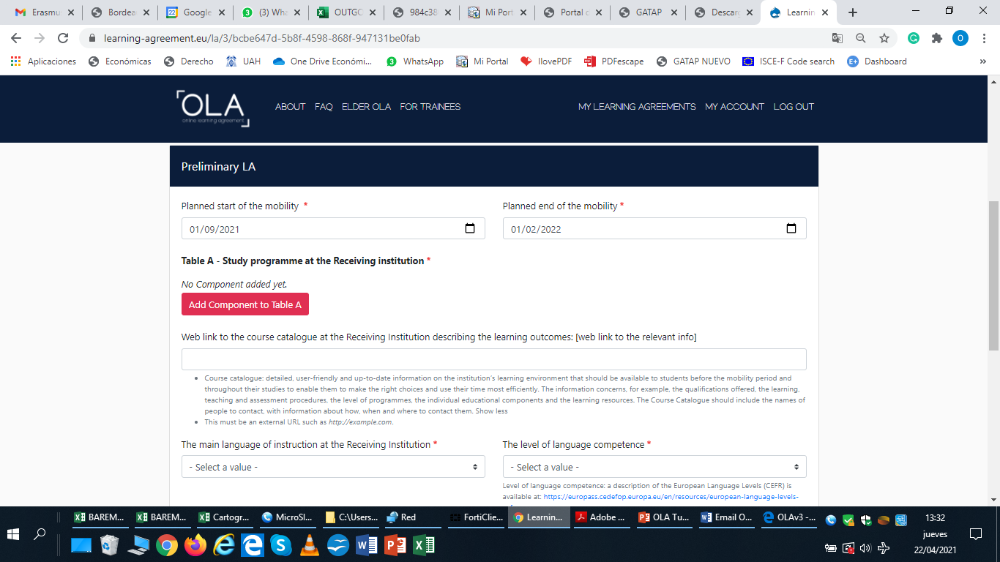 Erasmu
Bordea
Google
(3) Wha
OUTGC
984c38
Mi Port
Portal d
GATAP
Descarg
Learnin
learning-agreement.eu/la/3/bcbe647d-5b8f-4598-868f-947131be0fab
Aplicaciones
Económicas
Derecho
UAH
One Drive Económi...
WhatsApp
Mi Portal
IlovePDF
PDFescape
GATAP NUEVO
ISCE-F Code search
Dashboard
OLA
online learning agreement
ABOUT FAQ ELDER OLA FOR TRAINEES
MY LEARNING AGREEMENTS MY ACCOUNT LOG OUT
Preliminary LA
Planned start of the mobility *
Planned end of the mobility *
01/09/2021
01/02/2022
Table A - Study programme at the Receiving institution *
No Component added yet.
Add Component to Table A
Web link to the course catalogue at the Receiving Institution describing the learning outcomes: [web link to the relevant info]
Course catalogue: detailed, user-friendly and up-to-date information on the institution's learning environment that should be available to students before the mobility period and
throughout their studies to enable them to make the right choices and use their time most efficiently. The information concerns, for example, the qualifications offered, the learning,
teaching and assessment procedures, the level of programmes, the individual educational components and the learning resources. The Course Catalogue should include the names of
people to contact, with information about how, when and where to contact them. Show less
This must be an external URL such as http://example.com.
The main language of instruction at the Receiving Institution *
The level of language competence *
- Select a value -
- Select a value -
Level of language competence: a description of the European Language Levels (CEFR) is
available at: https://europass.cedefop.europa.eu/en/resources/european-language-levels-
BAREM...
BAREM...
Cartogr...
MicroSI...
C:\Users...
Red
FortiClie...
Learnin...
Adobe ...
OLA Tu...
Email O...
OLAv3 -...
13:32
jueves
22/04/2021